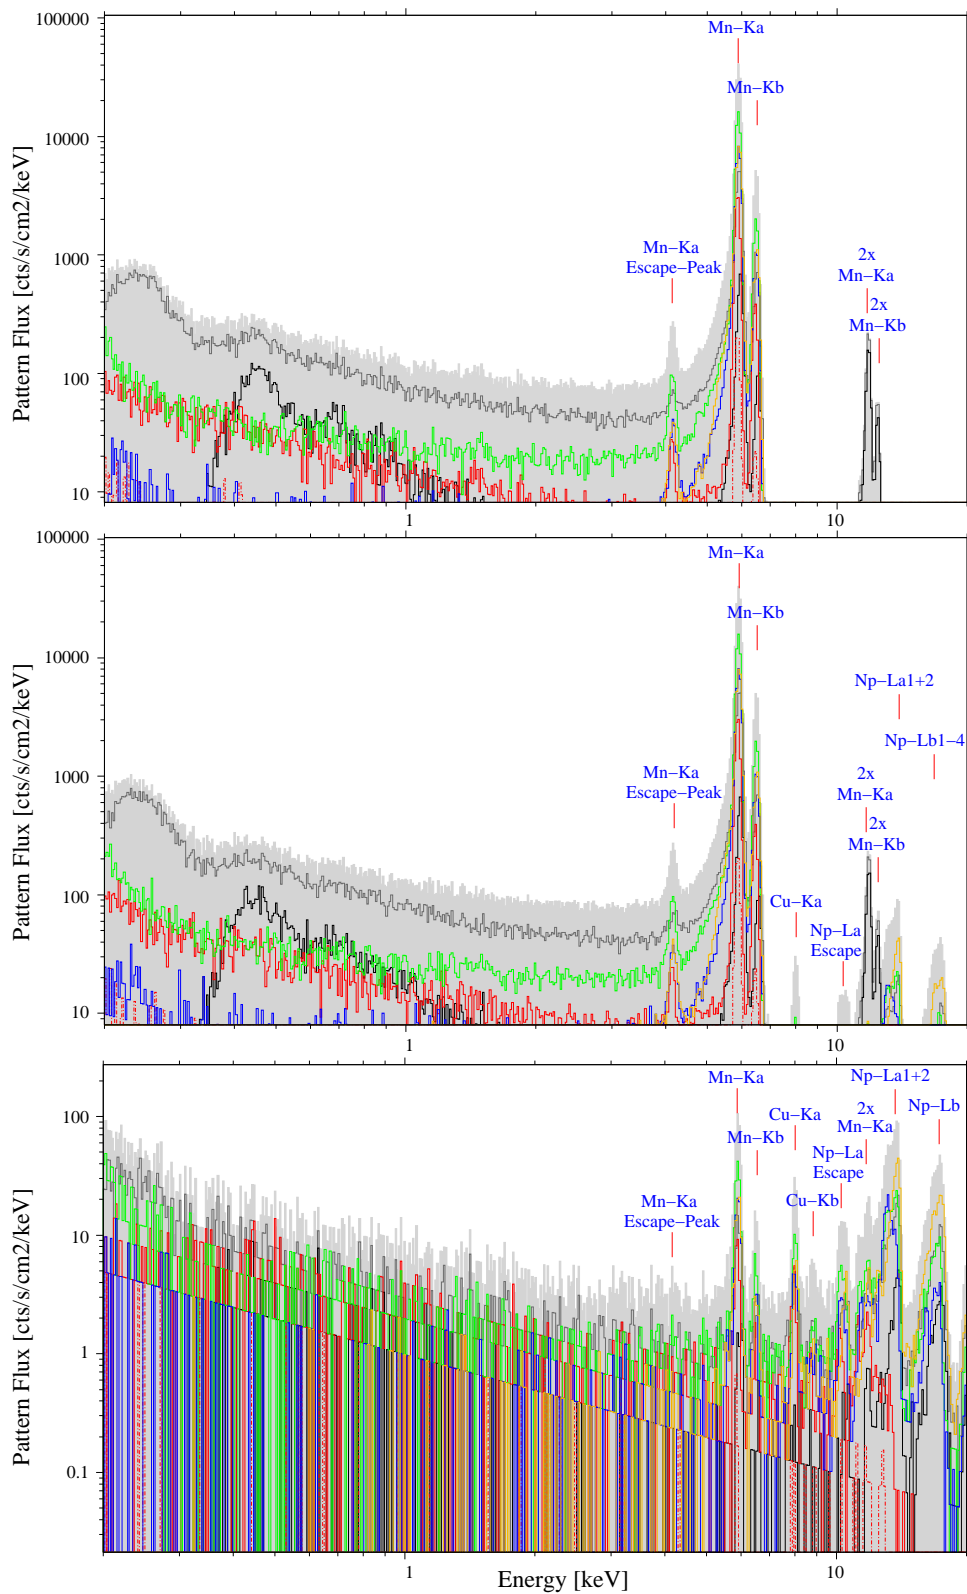 100000
10000
1000
100
10
Pattern Flux [cts/s/cm2/keV]
Mn−Ka
Mn−Kb
Mn−Ka
Escape−Peak
2x
Mn−Ka
2x
Mn−Kb
1
10
100000
10000
1000
100
10
Pattern Flux [cts/s/cm2/keV]
Mn−Ka
Mn−Kb
Np−La1+2
Np−Lb1−4
Mn−Ka
Escape−Peak
2x
Mn−Ka
2x
Mn−Kb
Cu−Ka
Np−La
Escape
1
10
100
10
1
0.1
Pattern Flux [cts/s/cm2/keV]
Mn−Ka
Np−La1+2
Np−Lb
Cu−Ka
2x
Mn−Ka
Mn−Kb
Np−La
Escape
Mn−Ka
Escape−Peak
Cu−Kb
1
10
Energy [keV]